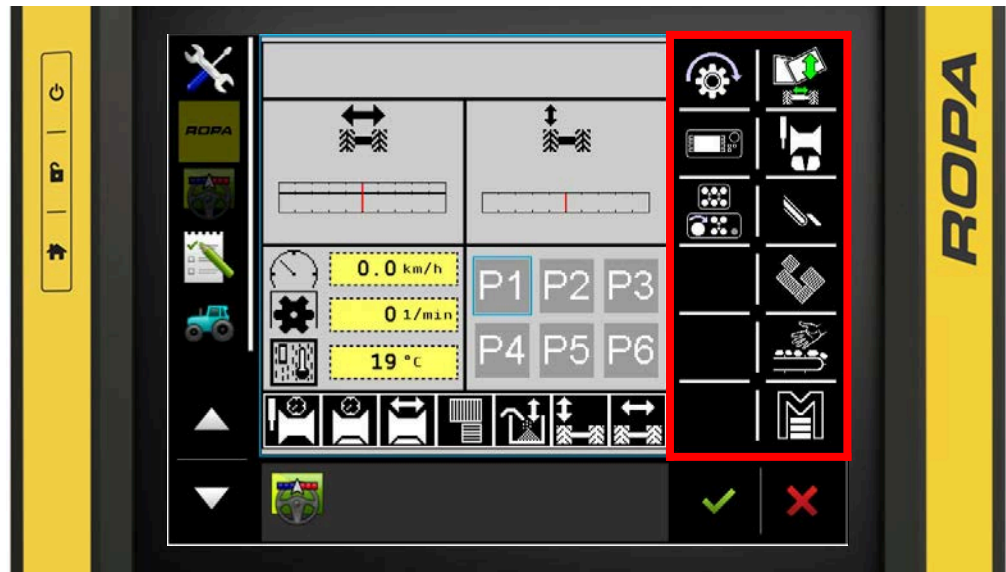 ROPA
0.0 km/h
0 1/min
19 °C
P1 P2 P3
P4 P5 P6
ROPA